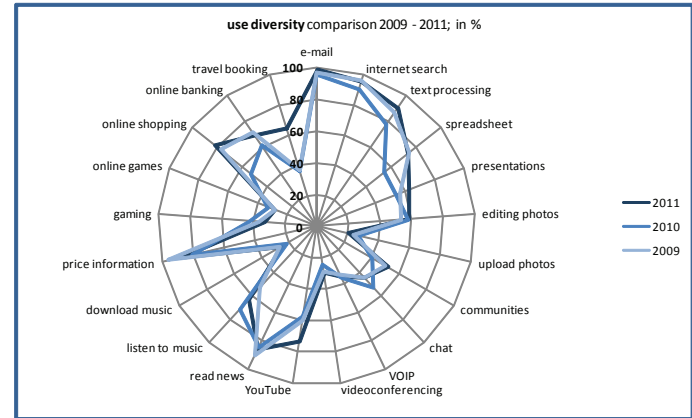 use diversity comparison 2009 - 2011; in %
e-mail
internet search
text processing
spreadsheet
presentations
editing photos
upload photos
communities
chat
VOIP
videoconferencing
YouTube
read news
listen to music
download music
price information
gaming
online games
online shopping
online banking
travel booking
100
80
60
40
20
0
2011
2010
2009